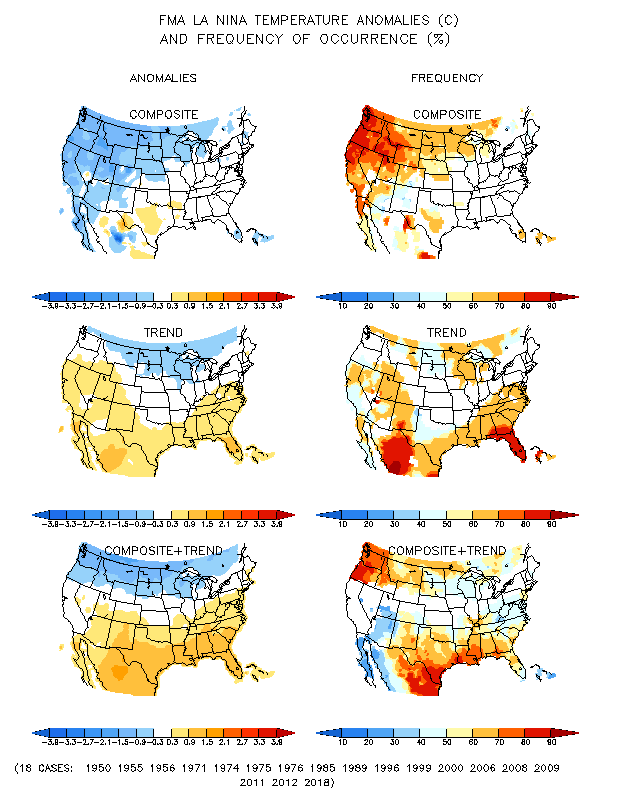 FMA LA NINA TEMPERATURE ANOMALIES (C)
AND FREQUENCY OF OCCURRENCE (%)
ANOMALIES
FREQUENCY
COMPOSITE
COMPOSITE
-3.9 -3.3 -2.7 -2.1 -1.5 -0.9 -0.3 0.3 0.9 1.5 2.1 2.7 3.3 3.9
10 20 30 40 50 60 70 80 90
TREND
TREND
-3.9 -3.3 -2.7 -2.1 -1.5 -0.9 -0.3 0.3 0.9 1.5 2.1 2.7 3.3 3.9
10 20 30 40 50 60 70 80 90
COMPOSITE+TREND
COMPOSITE+TREND
-3.9 -3.3 -2.7 -2.1 -1.5 -0.9 -0.3 0.3 0.9 1.5 2.1 2.7 3.3 3.9
10 20 30 40 50 60 70 80 90
(18 CASES: 1950 1955 1956 1971 1974 1975 1976 1985 1989 1996 1999 2000 2006 2008 2009
2011 2012 2018)